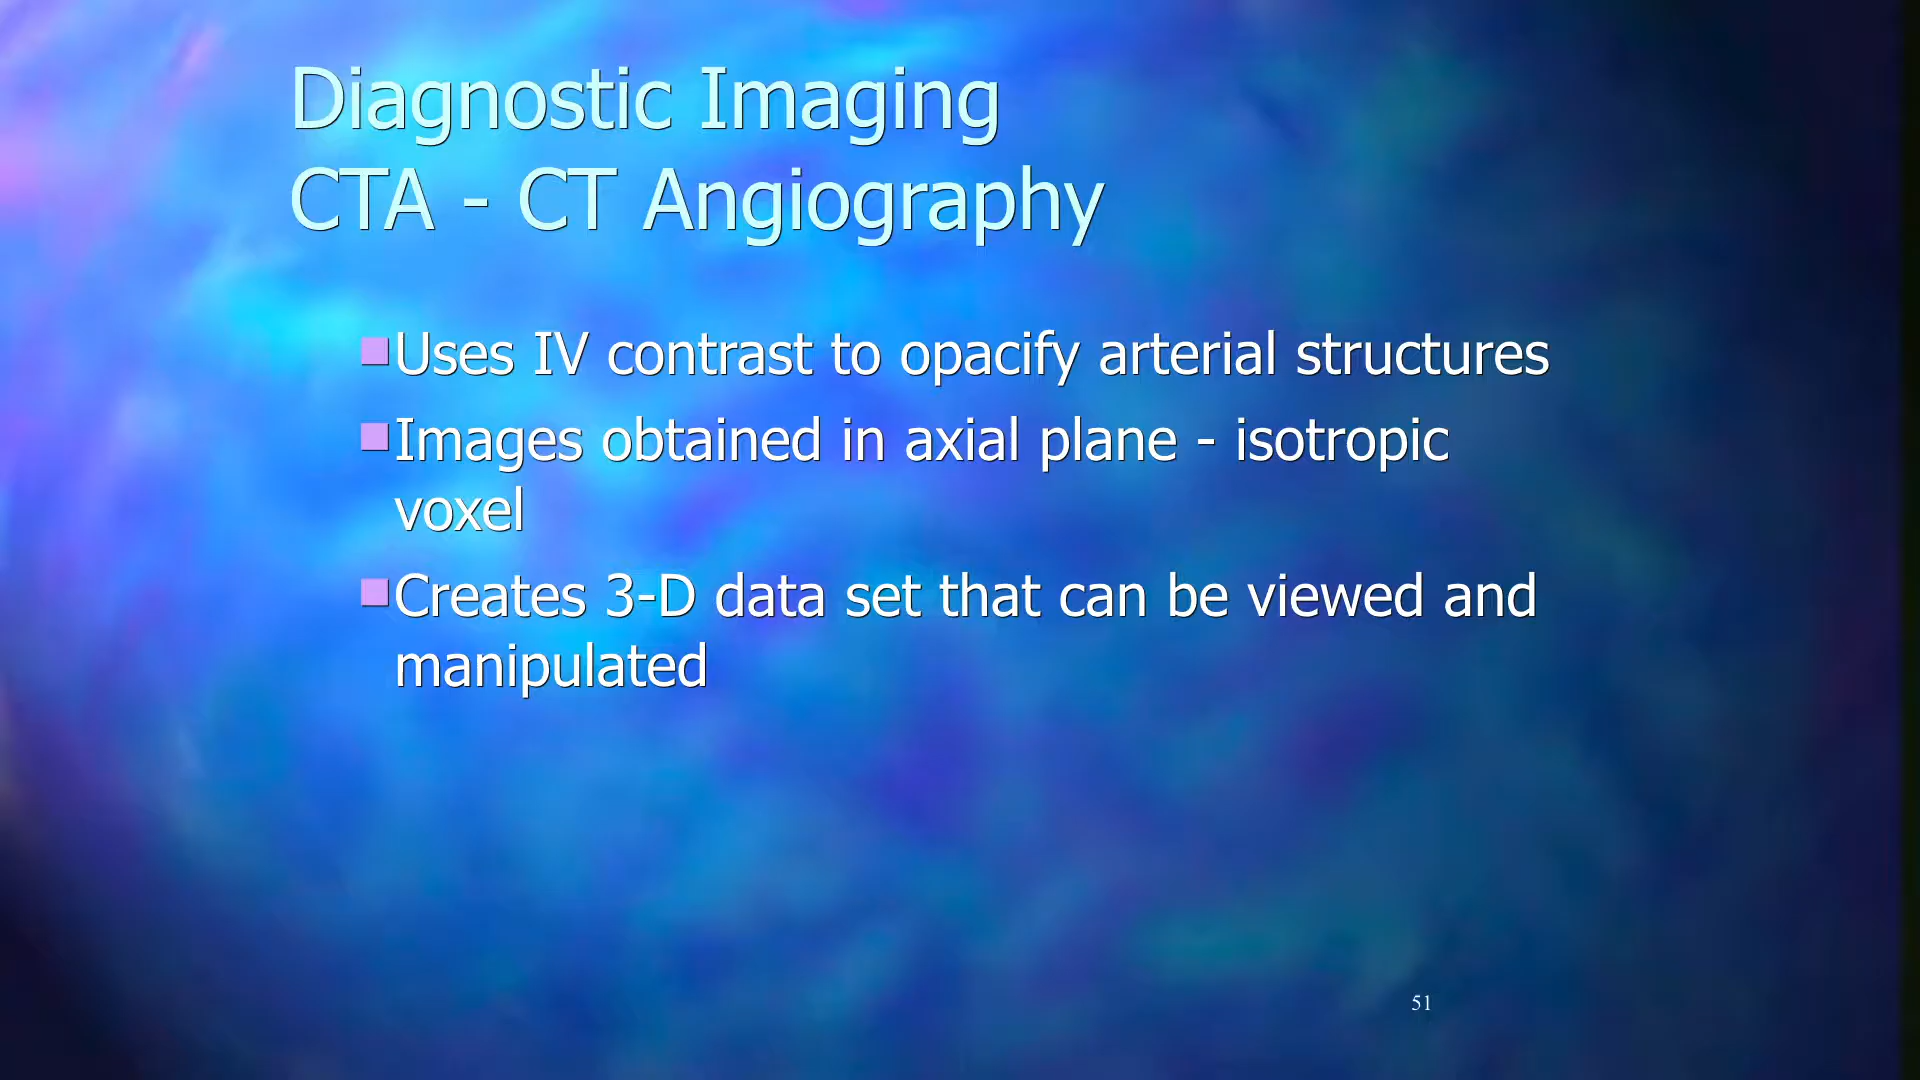 Diagnostic Imaging
CTA - CT Angiography
Uses IV contrast to opacify arterial structures
Images obtained in axial plane - isotropic
voxel
Creates 3-D data set that can be viewed and
manipulated
51